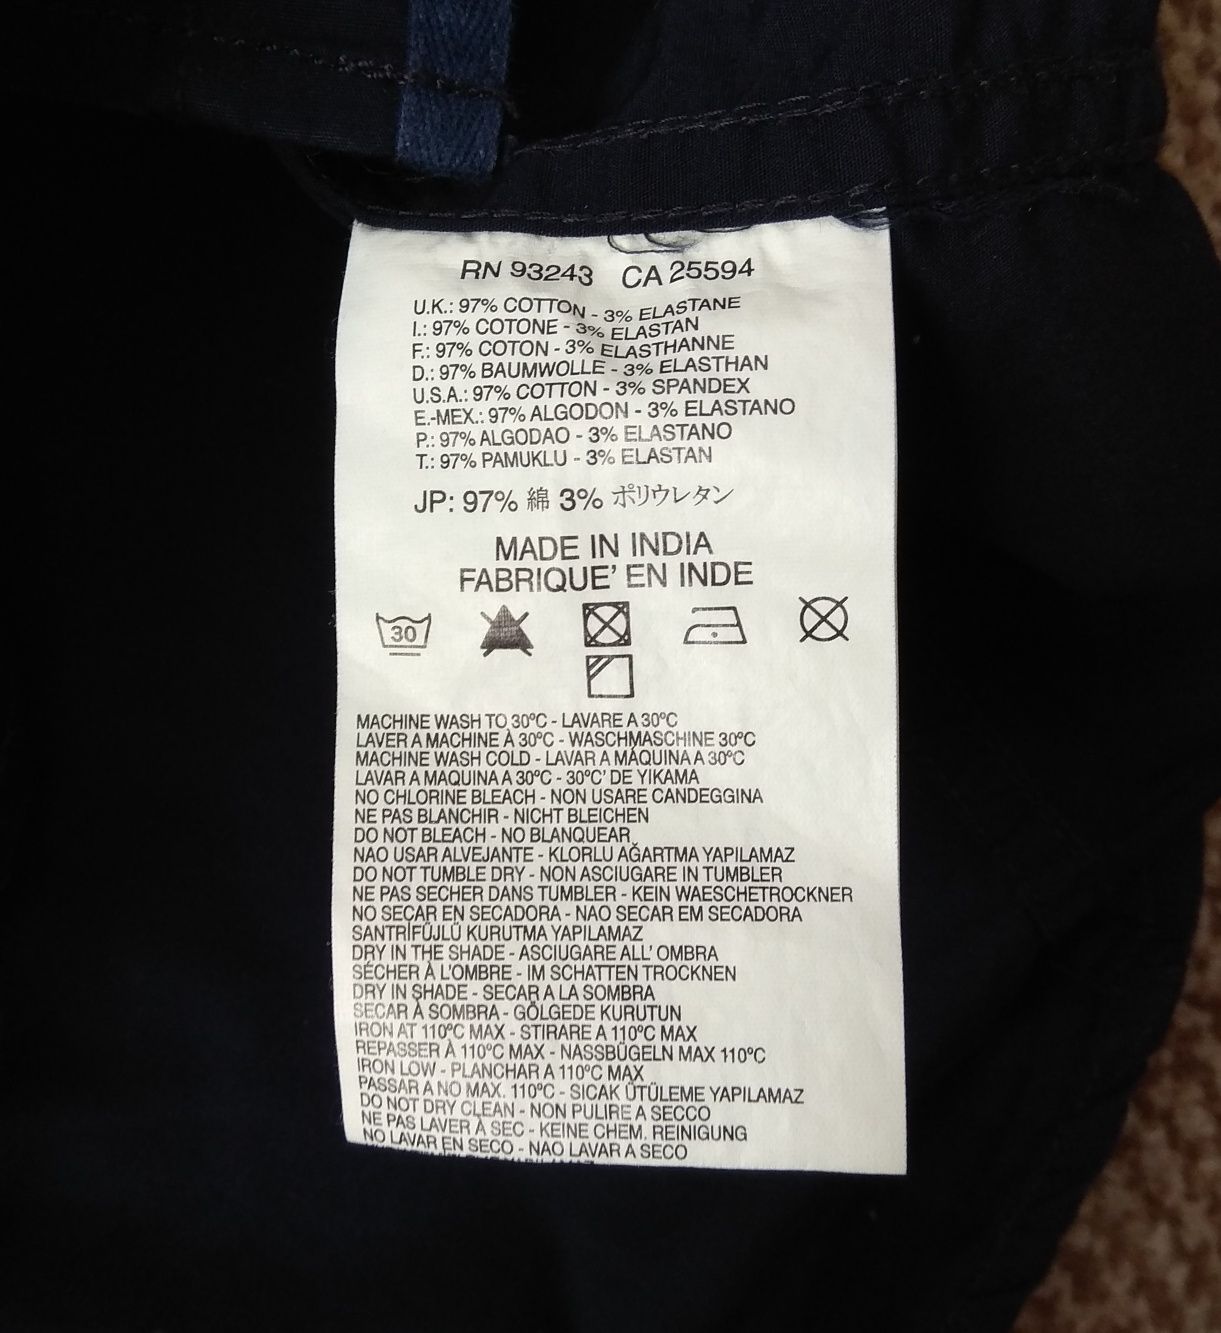 RN 93243 CA 25594
U.K.: 97% COTTON - 3% ELASTANE
I.: 97% COTONE - 3% ELASTAN
F.: 97% COTON - 3% ELASTHANNE
D.: 97% BAUMWOLLE - 3% ELASTHAN
U.S.A.: 97% COTTON - 3% SPANDEX
E.-MEX.: 97% ALGODON - 3% ELASTANO
P.: 97% ALGODAO - 3% ELASTANO
T.: 97% PAMUKLU - 3% ELASTAN
JP: 97% 綿 3% ポリウレタン
MADE IN INDIA
FABRIQUE' EN INDE
30
MACHINE WASH TO 30°C - LAVARE A 30°C
LAVER A MACHINE À 30°C - WASCHMASCHINE 30°C
MACHINE WASH COLD - LAVAR A MÁQUINA A 30°C
LAVAR A MAQUINA A 30°C - 30°C' DE YIKAMA
NO CHLORINE BLEACH - NON USARE CANDEGGINA
NE PAS BLANCHIR - NICHT BLEICHEN
DO NOT BLEACH - NO BLANQUEAR
NAO USAR ALVEJANTE - KLORLU AĞARTMA YAPILAMAZ
DO NOT TUMBLE DRY - NON ASCIUGARE IN TUMBLER
NE PAS SECHER DANS TUMBLER - KEIN WAESCHETROCKNER
NO SECAR EN SECADORA - NAO SECAR EM SECADORA
SANTRİFÜJLÜ KURUTMA YAPILAMAZ
DRY IN THE SHADE - ASCIUGARE ALL' OMBRA
SÉCHER À L'OMBRE - IM SCHATTEN TROCKNEN
DRY IN SHADE - SECAR A LA SOMBRA
SECAR À SOMBRA - GÖLGEDE KURUTUN
IRON AT 110°C MAX - STIRARE A 110°C MAX
REPASSER À 110°C MAX - NASSBÜGELN MAX 110°C
IRON LOW - PLANCHAR A 110°C MAX
PASSAR A NO MAX. 110°C - SICAK ÜTÜLEME YAPILAMAZ
DO NOT DRY CLEAN - NON PULIRE A SECCO
NE PAS LAVER À SEC - KEINE CHEM. REINIGUNG
NO LAVAR EN SECO - NAO LAVAR A SECO